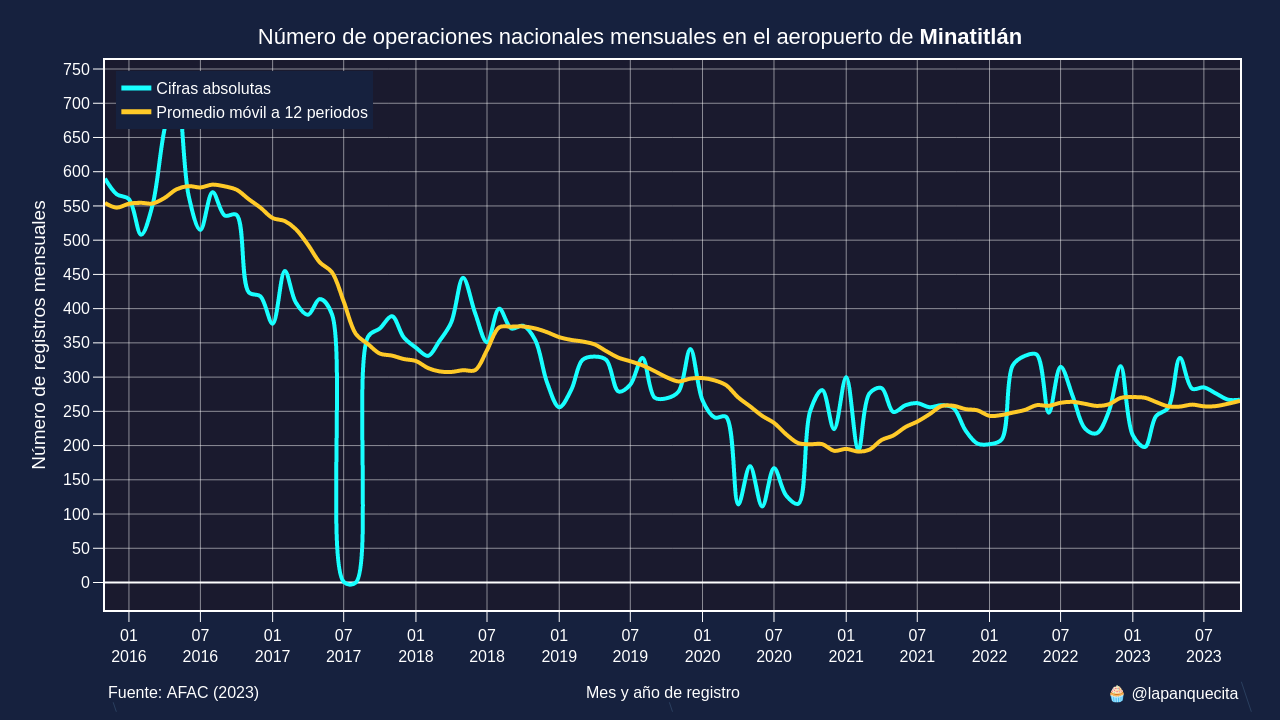 Número de operaciones nacionales mensuales en el aeropuerto de Minatitlán
Cifras absolutas
Promedio móvil a 12 periodos
Número de registros mensuales
750
700
650
600
550
500
450
400
350
300
250
200
150
100
50
0
01 07 01 07 01 07 01 07 01 07 01 07 01 07 01 07
2016 2016 2017 2017 2018 2018 2019 2019 2020 2020 2021 2021 2022 2022 2023 2023
Fuente: AFAC (2023)
Mes y año de registro
🧁 @lapanquecita